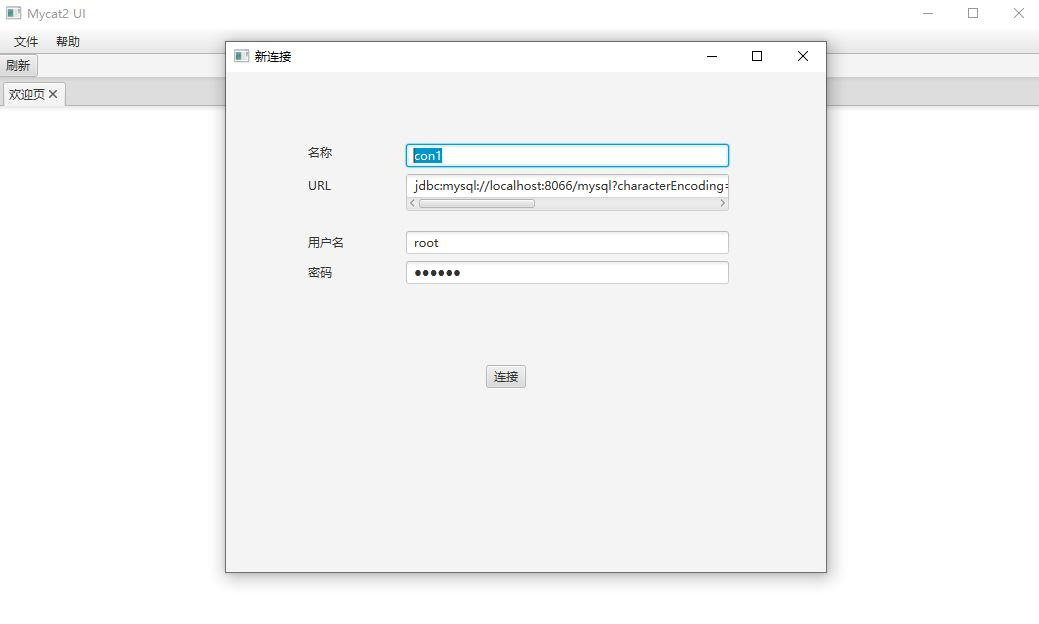 Mycat2 UI
文件 帮助
刷新
欢迎页
新连接
名称 con1
URL jdbc:mysql://localhost:8066/mysql?characterEncoding=
用户名 root
密码 ●●●●●●
连接